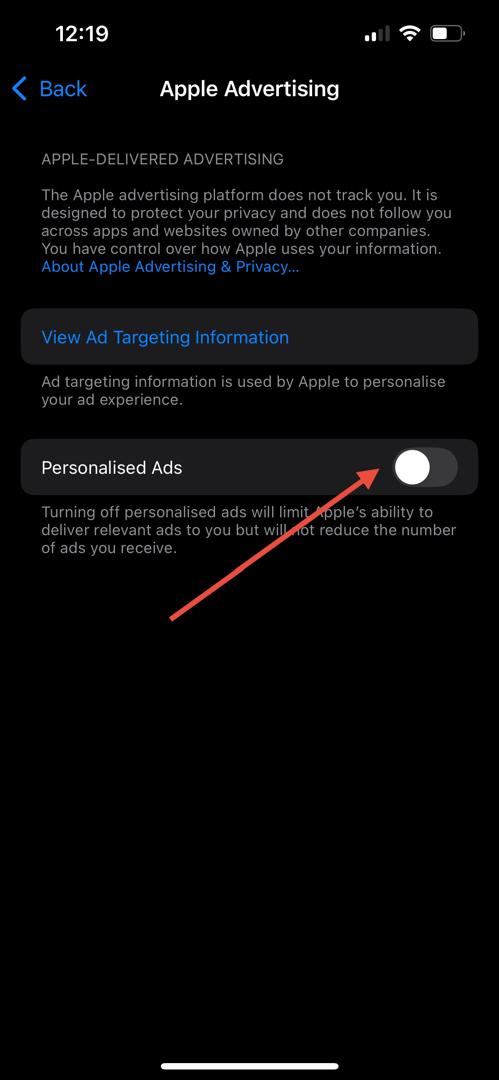 12:19
Back
Apple Advertising
APPLE-DELIVERED ADVERTISING
The Apple advertising platform does not track you. It is
designed to protect your privacy and does not follow you
across apps and websites owned by other companies.
You have control over how Apple uses your information.
About Apple Advertising & Privacy...
View Ad Targeting Information
Ad targeting information is used by Apple to personalise
your ad experience.
Personalised Ads
Turning off personalised ads will limit Apple's ability to
deliver relevant ads to you but will not reduce the number
of ads you receive.